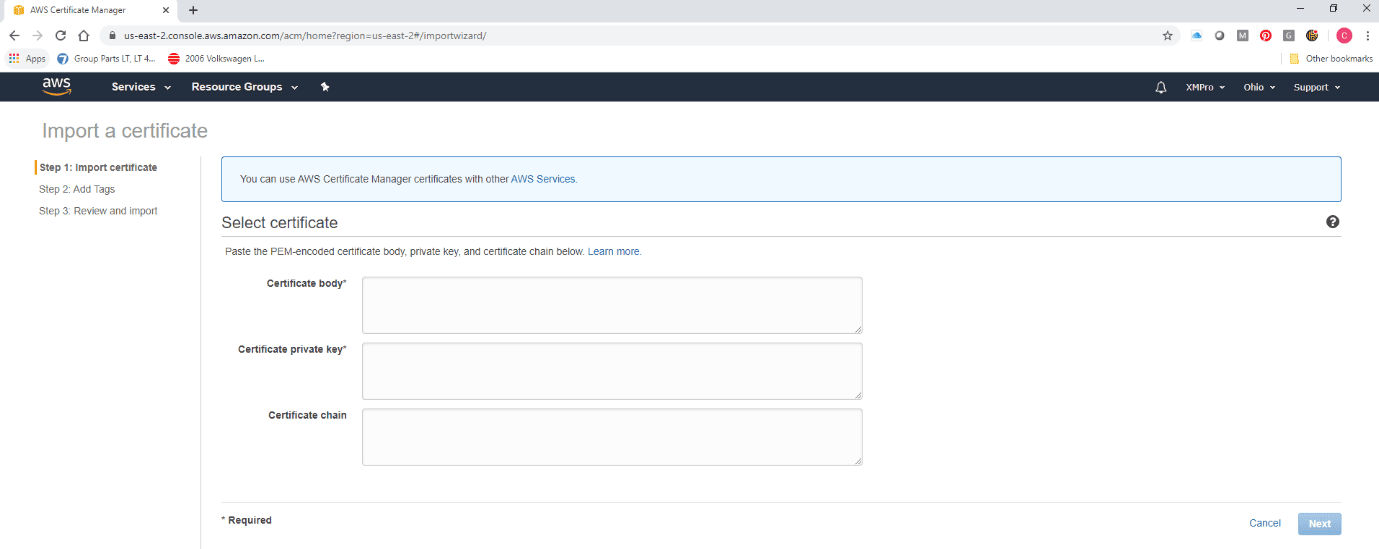 AWS Certificate Manager
us-east-2.console.aws.amazon.com/acm/home?region=us-east-2#/importwizard/
Apps Group Parts LT, LT 4... 2006 Volkswagen L... Other bookmarks
aws Services Resource Groups XMPro Ohio Support
Import a certificate
Step 1: Import certificate
Step 2: Add Tags
Step 3: Review and import
You can use AWS Certificate Manager certificates with other AWS Services.
Select certificate
Paste the PEM-encoded certificate body, private key, and certificate chain below. Learn more.
Certificate body*
Certificate private key*
Certificate chain
* Required
Cancel Next